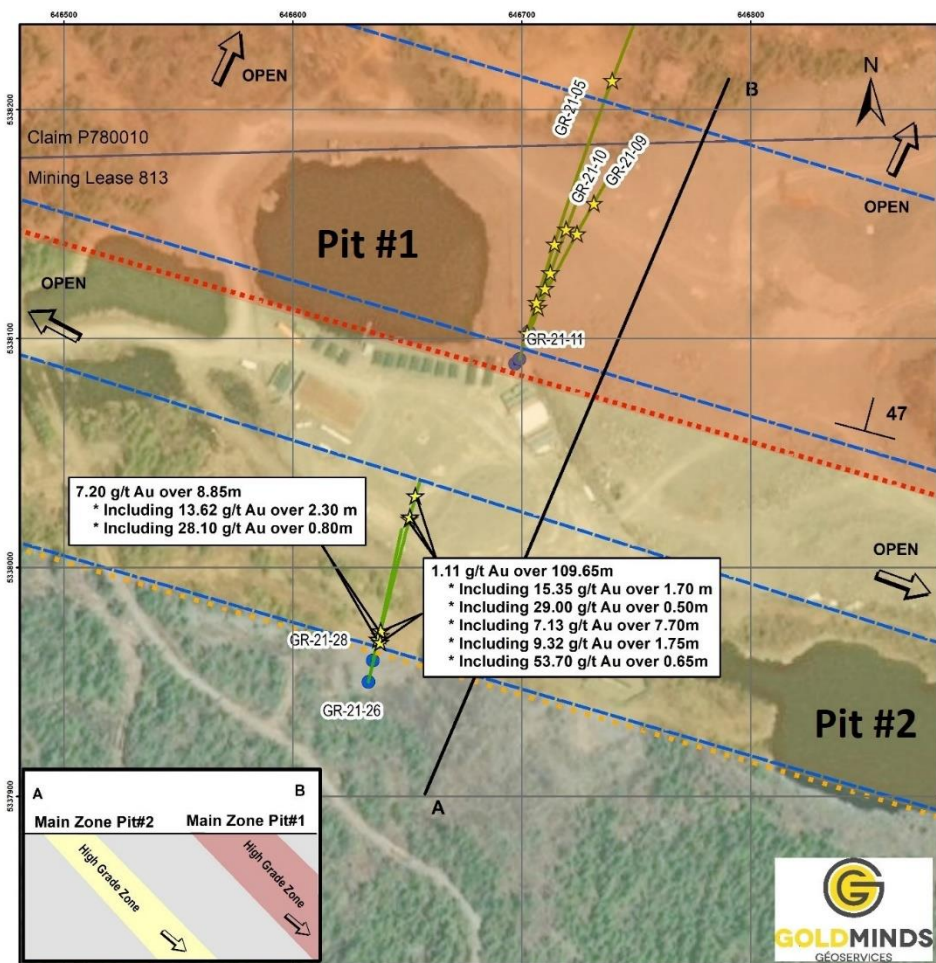 646500
646600
646700
646800
5338200
5338100
5338000
5337900
OPEN
GR-21-05
B
N
Claim P780010
Mining Lease 813
GR-21-10
GR-21-09
OPEN
Pit #1
OPEN
GR-21-11
47
7.20 g/t Au over 8.85m
* Including 13.62 g/t Au over 2.30 m
* Including 28.10 g/t Au over 0.80m
OPEN
1.11 g/t Au over 109.65m
* Including 15.35 g/t Au over 1.70 m
* Including 29.00 g/t Au over 0.50m
* Including 7.13 g/t Au over 7.70m
* Including 9.32 g/t Au over 1.75m
* Including 53.70 g/t Au over 0.65m
GR-21-28
GR-21-26
Pit #2
A
A
B
Main Zone Pit#2
Main Zone Pit#1
High Grade Zone
High Grade Zone
G
GOLDMINDS
GÉOSERVICES